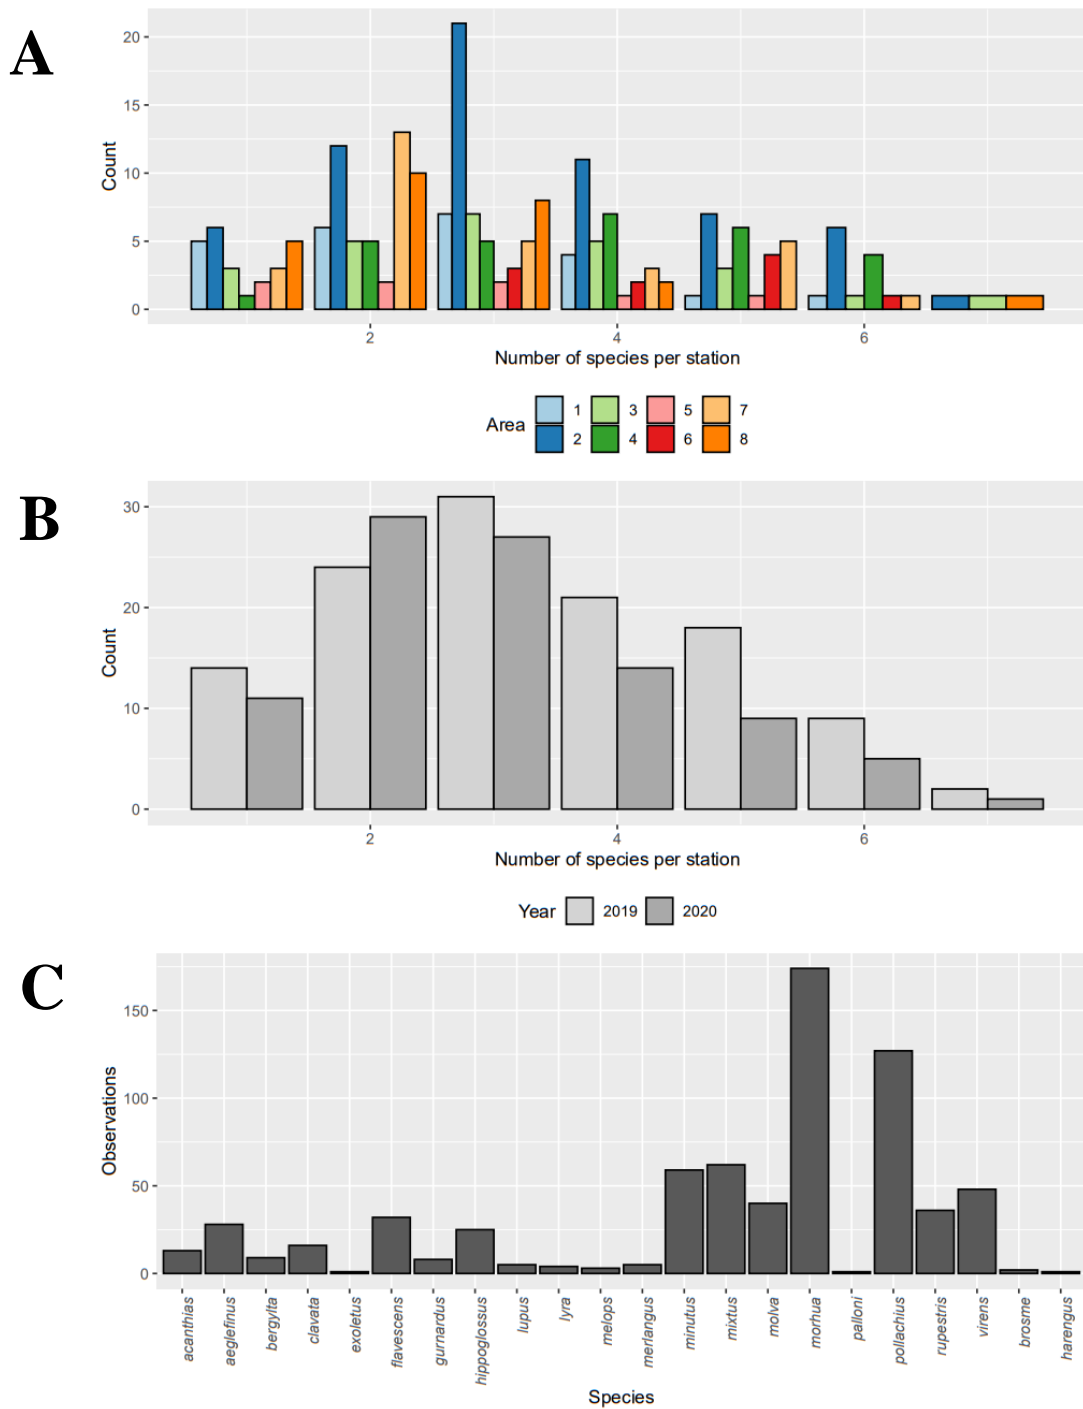 A
20
15
10
5
0
Count
2 4 6
Number of species per station
Area
1 3 5 7
2 4 6 8
B
30
20
10
0
Count
2 4 6
Number of species per station
Year 2019 2020
C
150
100
50
0
Observations
acanthias
aeglefinus
bergylta
clavata
exoletus
flavescens
gurnardus
hippoglossus
lupus
lyra
melops
merlangus
minutus
mixtus
molva
morhua
palloni
pollachius
rupestris
virens
brosme
harengus
Species